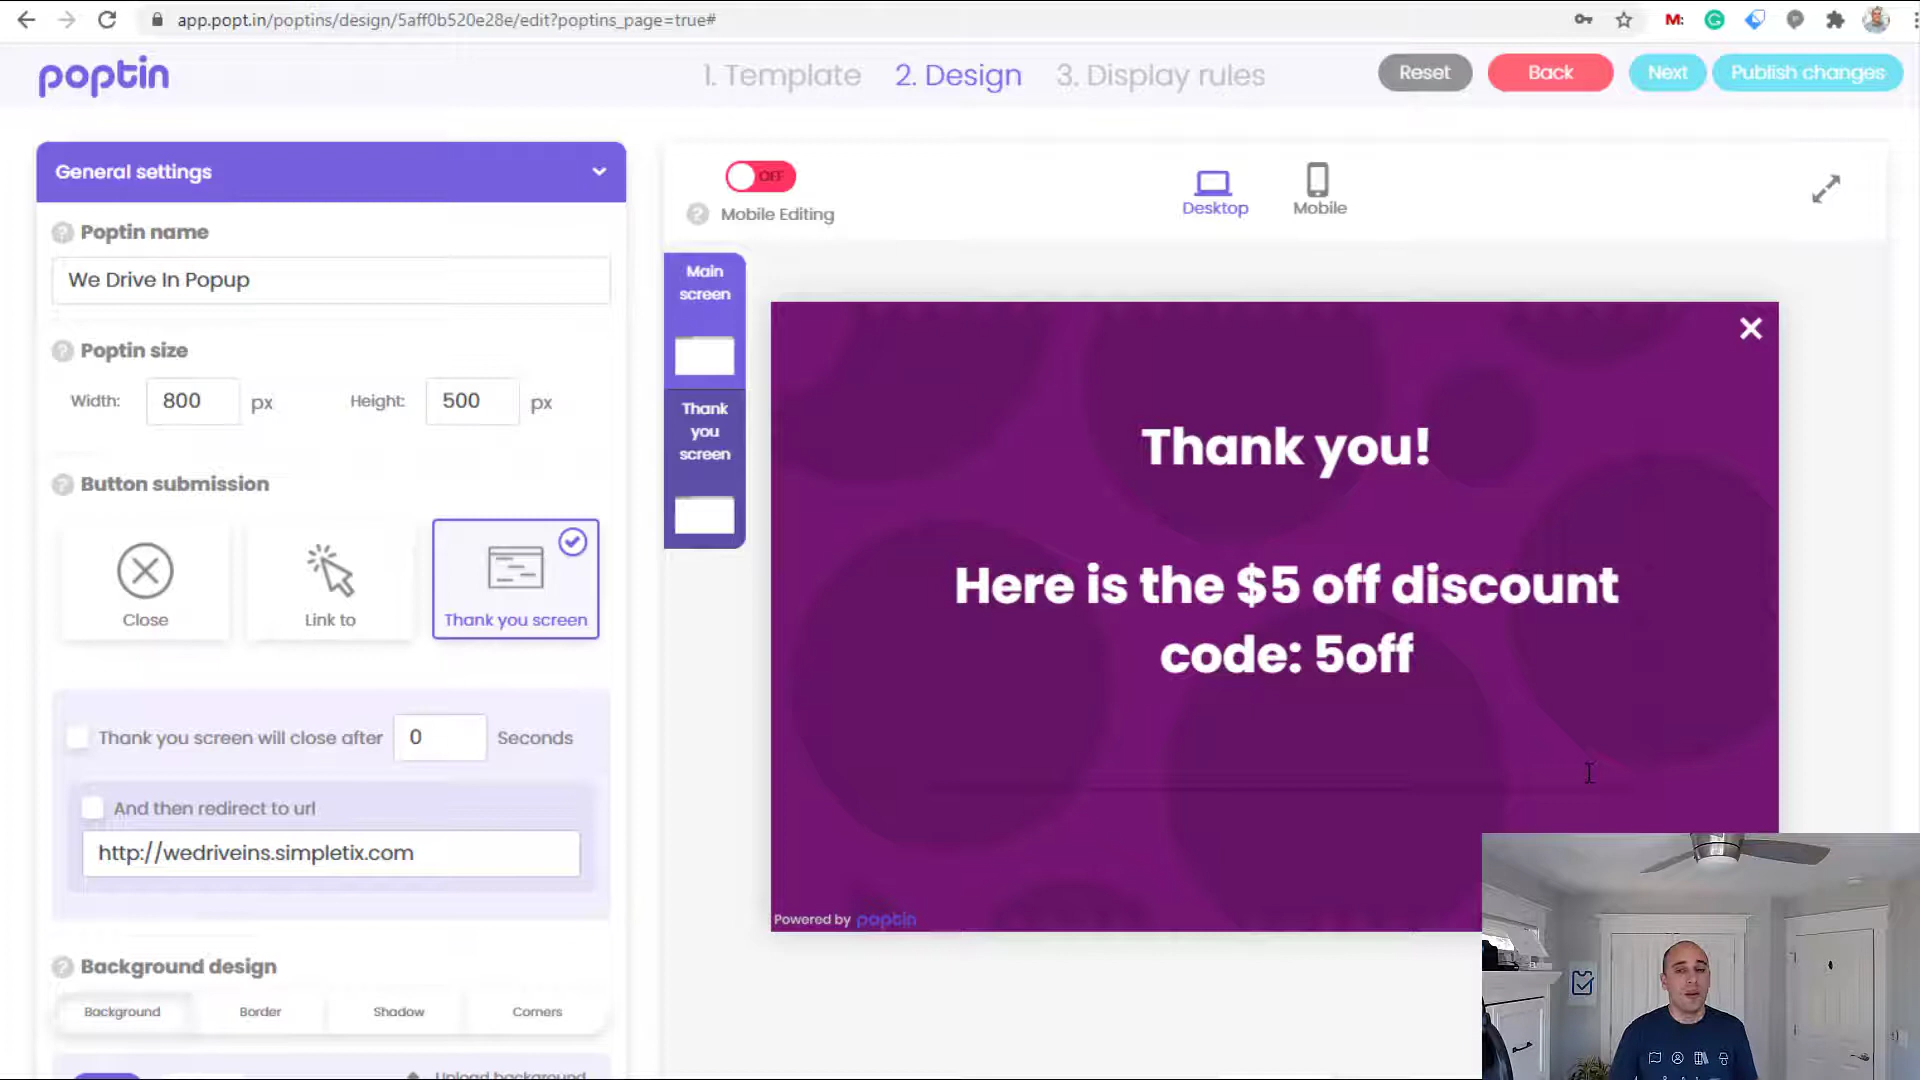 app.popt.in/poptins/design/5aff0b520e28e/edit?poptins_page=true#
M:
poptin
1. Template
2. Design
3. Display rules
Reset
Back
Next
Publish changes
General settings
? Poptin name
We Drive In Popup
? Poptin size
Width:
800
px
Height:
500
px
? Button submission
Close
Link to
Thank you screen
Thank you screen will close after
0
Seconds
And then redirect to url
http://wedriveins.simpletix.com
? Background design
Background
Border
Shadow
Corners
Upload background
OFF
? Mobile Editing
Desktop
Mobile
Main
screen
Thank
you
screen
Thank you!
Here is the $5 off discount
code: 5off
Powered by poptin